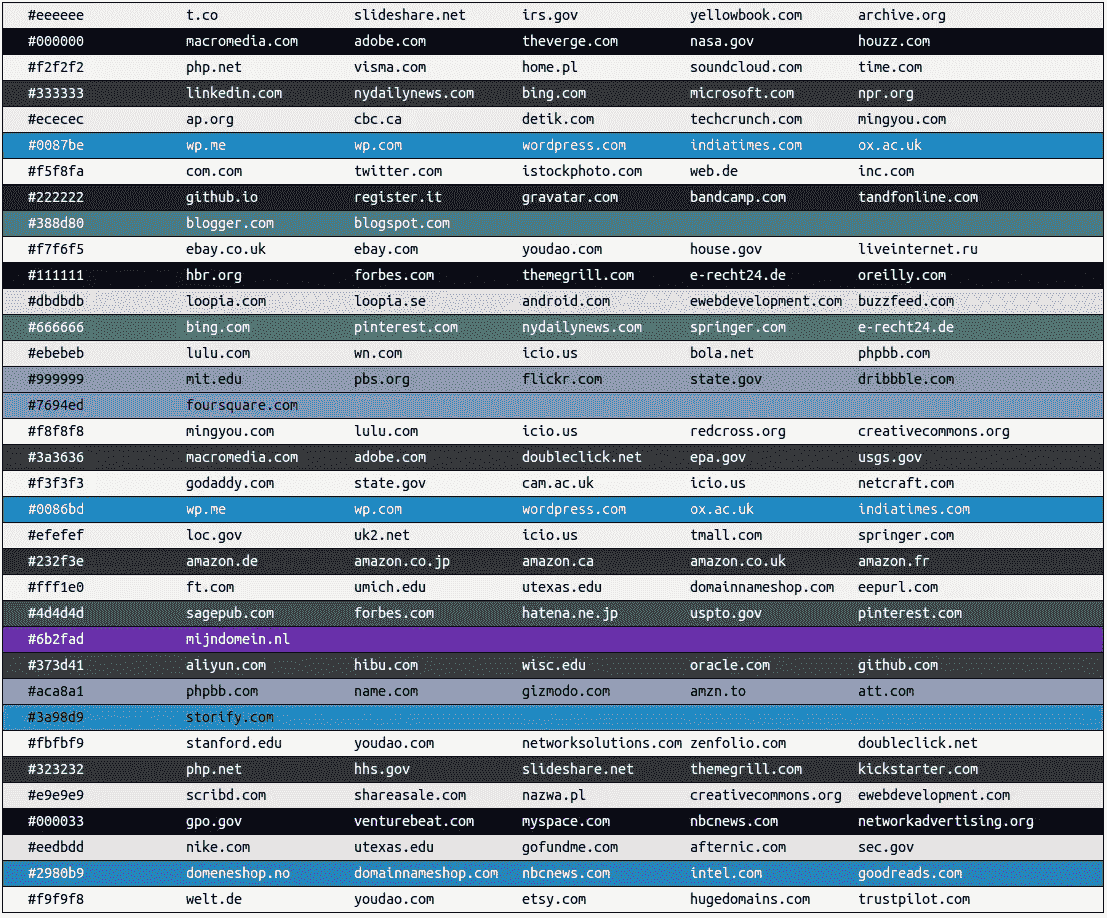 #eeeeee t.co slideshare.net irs.gov yellowbook.com archive.org
#000000 macromedia.com adobe.com theverge.com nasa.gov houzz.com
#f2f2f2 php.net visma.com home.pl soundcloud.com time.com
#333333 linkedin.com nydailynews.com bing.com microsoft.com npr.org
#ececec ap.org cbc.ca detik.com techcrunch.com mingyou.com
#0087be wp.me wp.com wordpress.com indiatimes.com ox.ac.uk
#f5f8fa com.com twitter.com istockphoto.com web.de inc.com
#222222 github.io register.it gravatar.com bandcamp.com tandfonline.com
#388d80 blogger.com blogspot.com
#f7f6f5 ebay.co.uk ebay.com youdao.com house.gov liveinternet.ru
#111111 hbr.org forbes.com themegrill.com e-recht24.de oreilly.com
#dbdbdb loopia.com loopia.se android.com ewebdevelopment.com buzzfeed.com
#666666 bing.com pinterest.com nydailynews.com springer.com e-recht24.de
#ebebeb lulu.com wn.com icio.us bola.net phpbb.com
#999999 mit.edu pbs.org flickr.com state.gov dribbble.com
#7694ed foursquare.com
#f8f8f8 mingyou.com lulu.com icio.us redcross.org creativecommons.org
#3a3636 macromedia.com adobe.com doubleclick.net epa.gov usgs.gov
#f3f3f3 godaddy.com state.gov cam.ac.uk icio.us netcraft.com
#0086bd wp.me wp.com wordpress.com ox.ac.uk indiatimes.com
#efefef loc.gov uk2.net icio.us tmall.com springer.com
#232f3e amazon.de amazon.co.jp amazon.ca amazon.co.uk amazon.fr
#fff1e0 ft.com umich.edu utexas.edu domainnameshop.com eepurl.com
#4d4d4d sagepub.com forbes.com hatena.ne.jp uspto.gov pinterest.com
#6b2fad mijndomein.nl
#373d41 aliyun.com hibu.com wisc.edu oracle.com github.com
#aca8a1 phpbb.com name.com gizmodo.com amzn.to att.com
#3a98d9 storify.com
#fbfbf9 stanford.edu youdao.com networksolutions.com zenfolio.com doubleclick.net
#323232 php.net hhs.gov slideshare.net themegrill.com kickstarter.com
#e9e9e9 scribd.com shareasale.com nazwa.pl creativecommons.org ewebdevelopment.com
#000033 gpo.gov venturebeat.com myspace.com nbcnews.com networkadvertising.org
#eedbdd nike.com utexas.edu gofundme.com afternic.com sec.gov
#2980b9 domeneshop.no domainnameshop.com nbcnews.com intel.com goodreads.com
#f9f9f8 welt.de youdao.com etsy.com hugedomains.com trustpilot.com